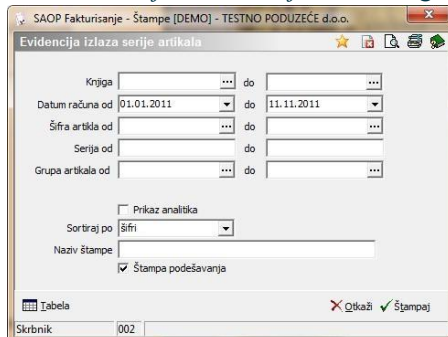 SAOP Fakturisanje - Štampe [DEMO] - TESTNO PODUZEĆE d.o.o.
Evidencija izlaza serije artikala
Knjiga ... do ...
Datum računa od 01.01.2011 do 11.11.2011
Šifra artikla od ... do ...
Serija od do
Grupa artikala od ... do ...
Prikaz analitika
Sortiraj po šifri
Naziv štampe
Štampa podešavanja
Tabela Otkaži Štampaj
Skrbnik 002